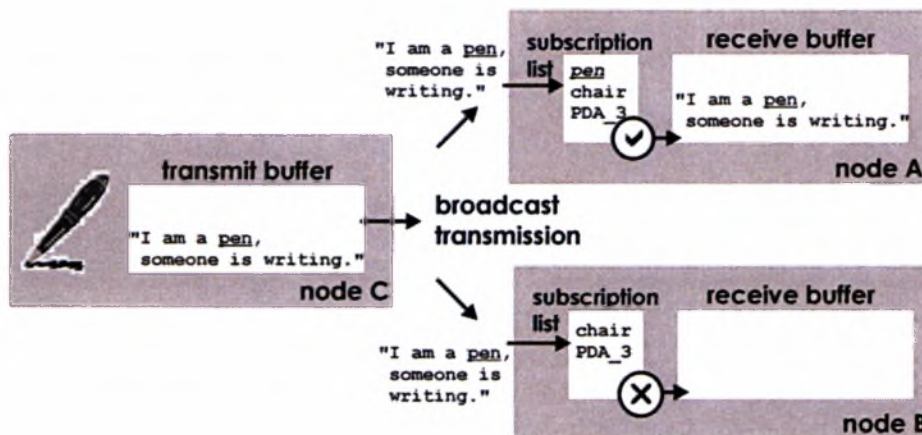 "I am a pen,
someone is
writing."
subscription
list
pen
chair
PDA_3
receive buffer
"I am a pen,
someone is writing."
node A
transmit buffer
"I am a pen,
someone is writing."
node C
broadcast
transmission
"I am a pen,
someone is
writing."
subscription
list
chair
PDA_3
receive buffer
node B